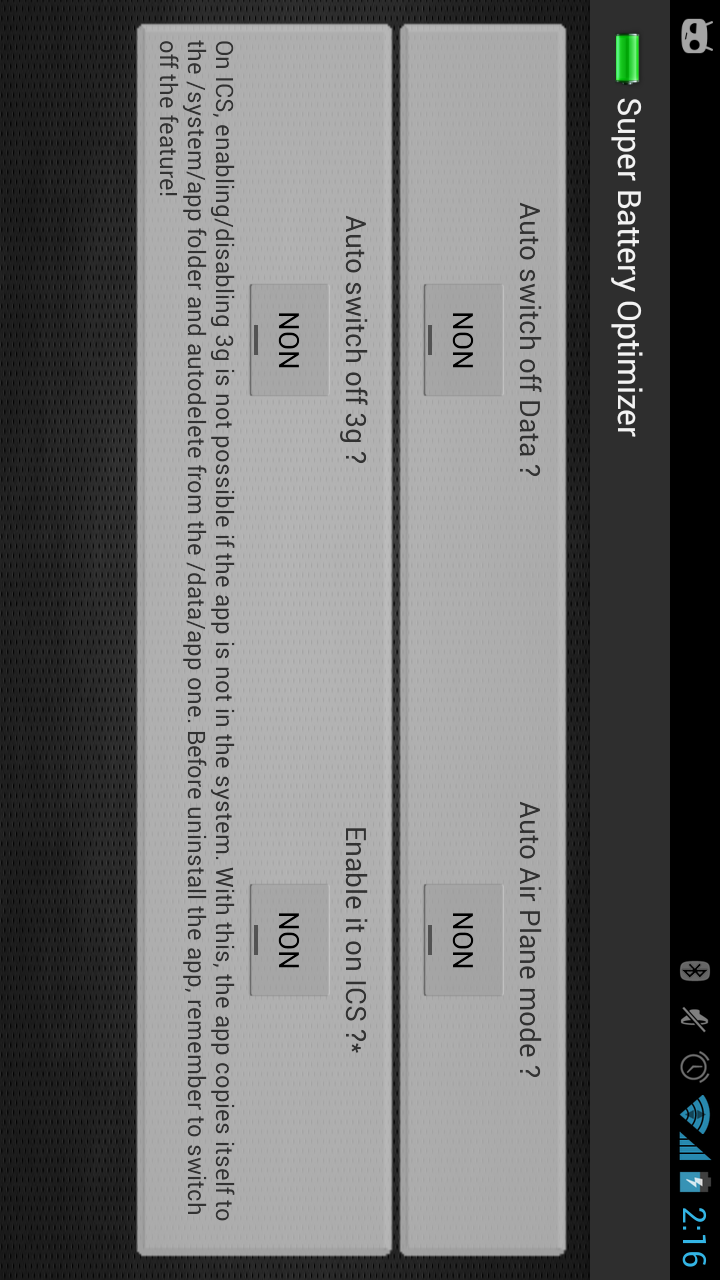 2:16
Super Battery Optimizer
Auto switch off Data ?
Auto Air Plane mode ?
NON
NON
Auto switch off 3g ?
Enable it on ICS ?*
NON
NON
On ICS, enabling/disabling 3g is not possible if the app is not in the system. With this, the app copies itself to
the /system/app folder and autodelete from the /data/app one. Before uninstall the app, remember to switch
off the feature!